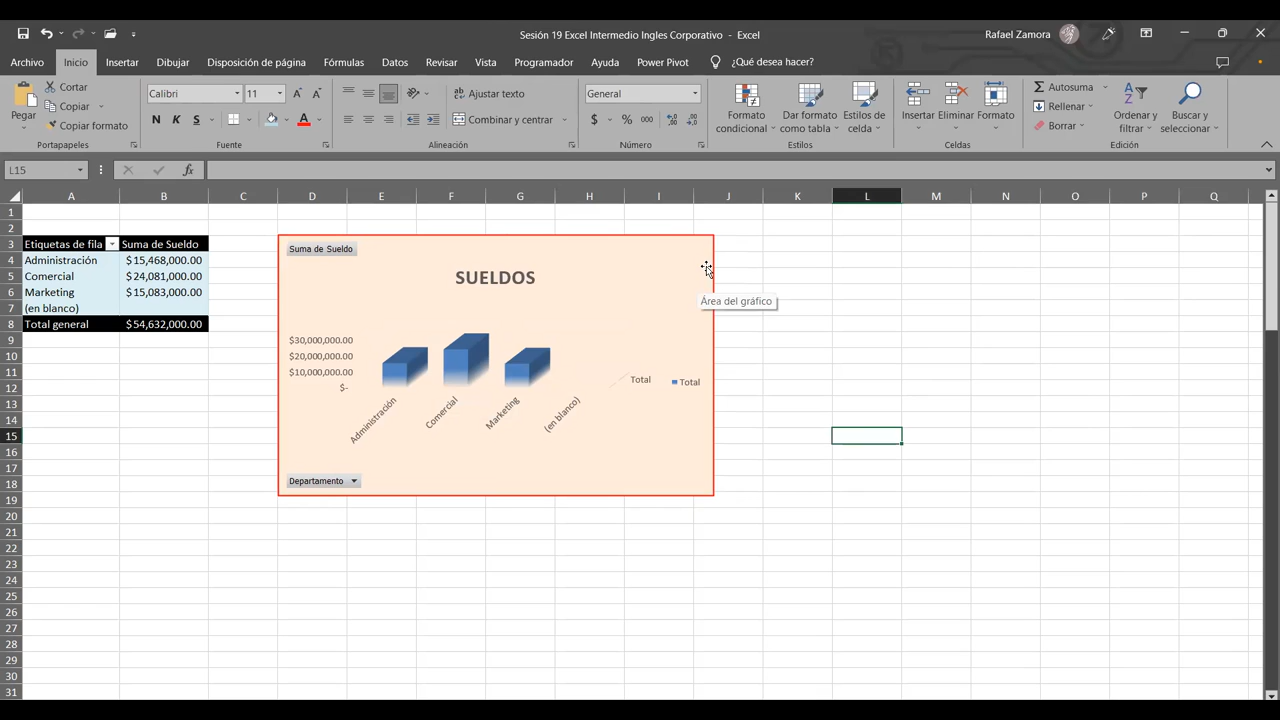 Sesión 19 Excel Intermedio Ingles Corporativo - Excel
Rafael Zamora
Archivo Inicio Insertar Dibujar Disposición de página Fórmulas Datos Revisar Vista Programador Ayuda Power Pivot ¿Qué desea hacer?
Pegar
Cortar
Copiar
Copiar formato
Portapapeles
Calibri 11
N K S
Fuente
Ajustar texto
Combinar y centrar
Alineación
General
$ % 000
Número
Formato condicional
Dar formato como tabla
Estilos de celda
Estilos
Insertar Eliminar Formato
Celdas
Autosuma
Rellenar
Borrar
Ordenar y filtrar
Buscar y seleccionar
Edición
L15
fx
A B C D E F G H I J K L M N O P Q
1
2
3 Etiquetas de fila Suma de Sueldo
4 Administración $15,468,000.00
5 Comercial $24,081,000.00
6 Marketing $15,083,000.00
7 (en blanco)
8 Total general $54,632,000.00
9
10
11
12
13
14
15
16
17
18
19
20
21
22
23
24
25
26
27
28
29
30
31
Suma de Sueldo
SUELDOS
$30,000,000.00
$20,000,000.00
$10,000,000.00
$-
Administración
Comercial
Marketing
(en blanco)
Total
Total
Departamento
Área del gráfico